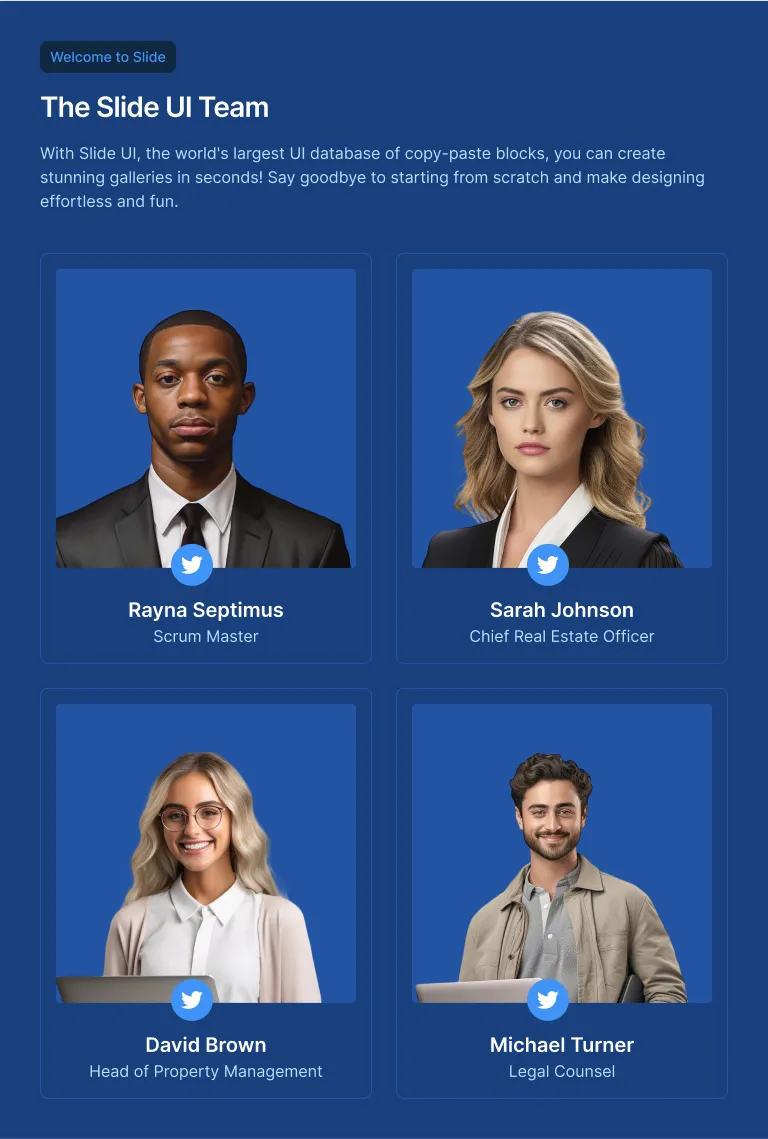 Welcome to Slide
The Slide UI Team
With Slide UI, the world's largest UI database of copy-paste blocks, you can create
stunning galleries in seconds! Say goodbye to starting from scratch and make designing
effortless and fun.
Rayna Septimus
Scrum Master
Sarah Johnson
Chief Real Estate Officer
David Brown
Head of Property Management
Michael Turner
Legal Counsel